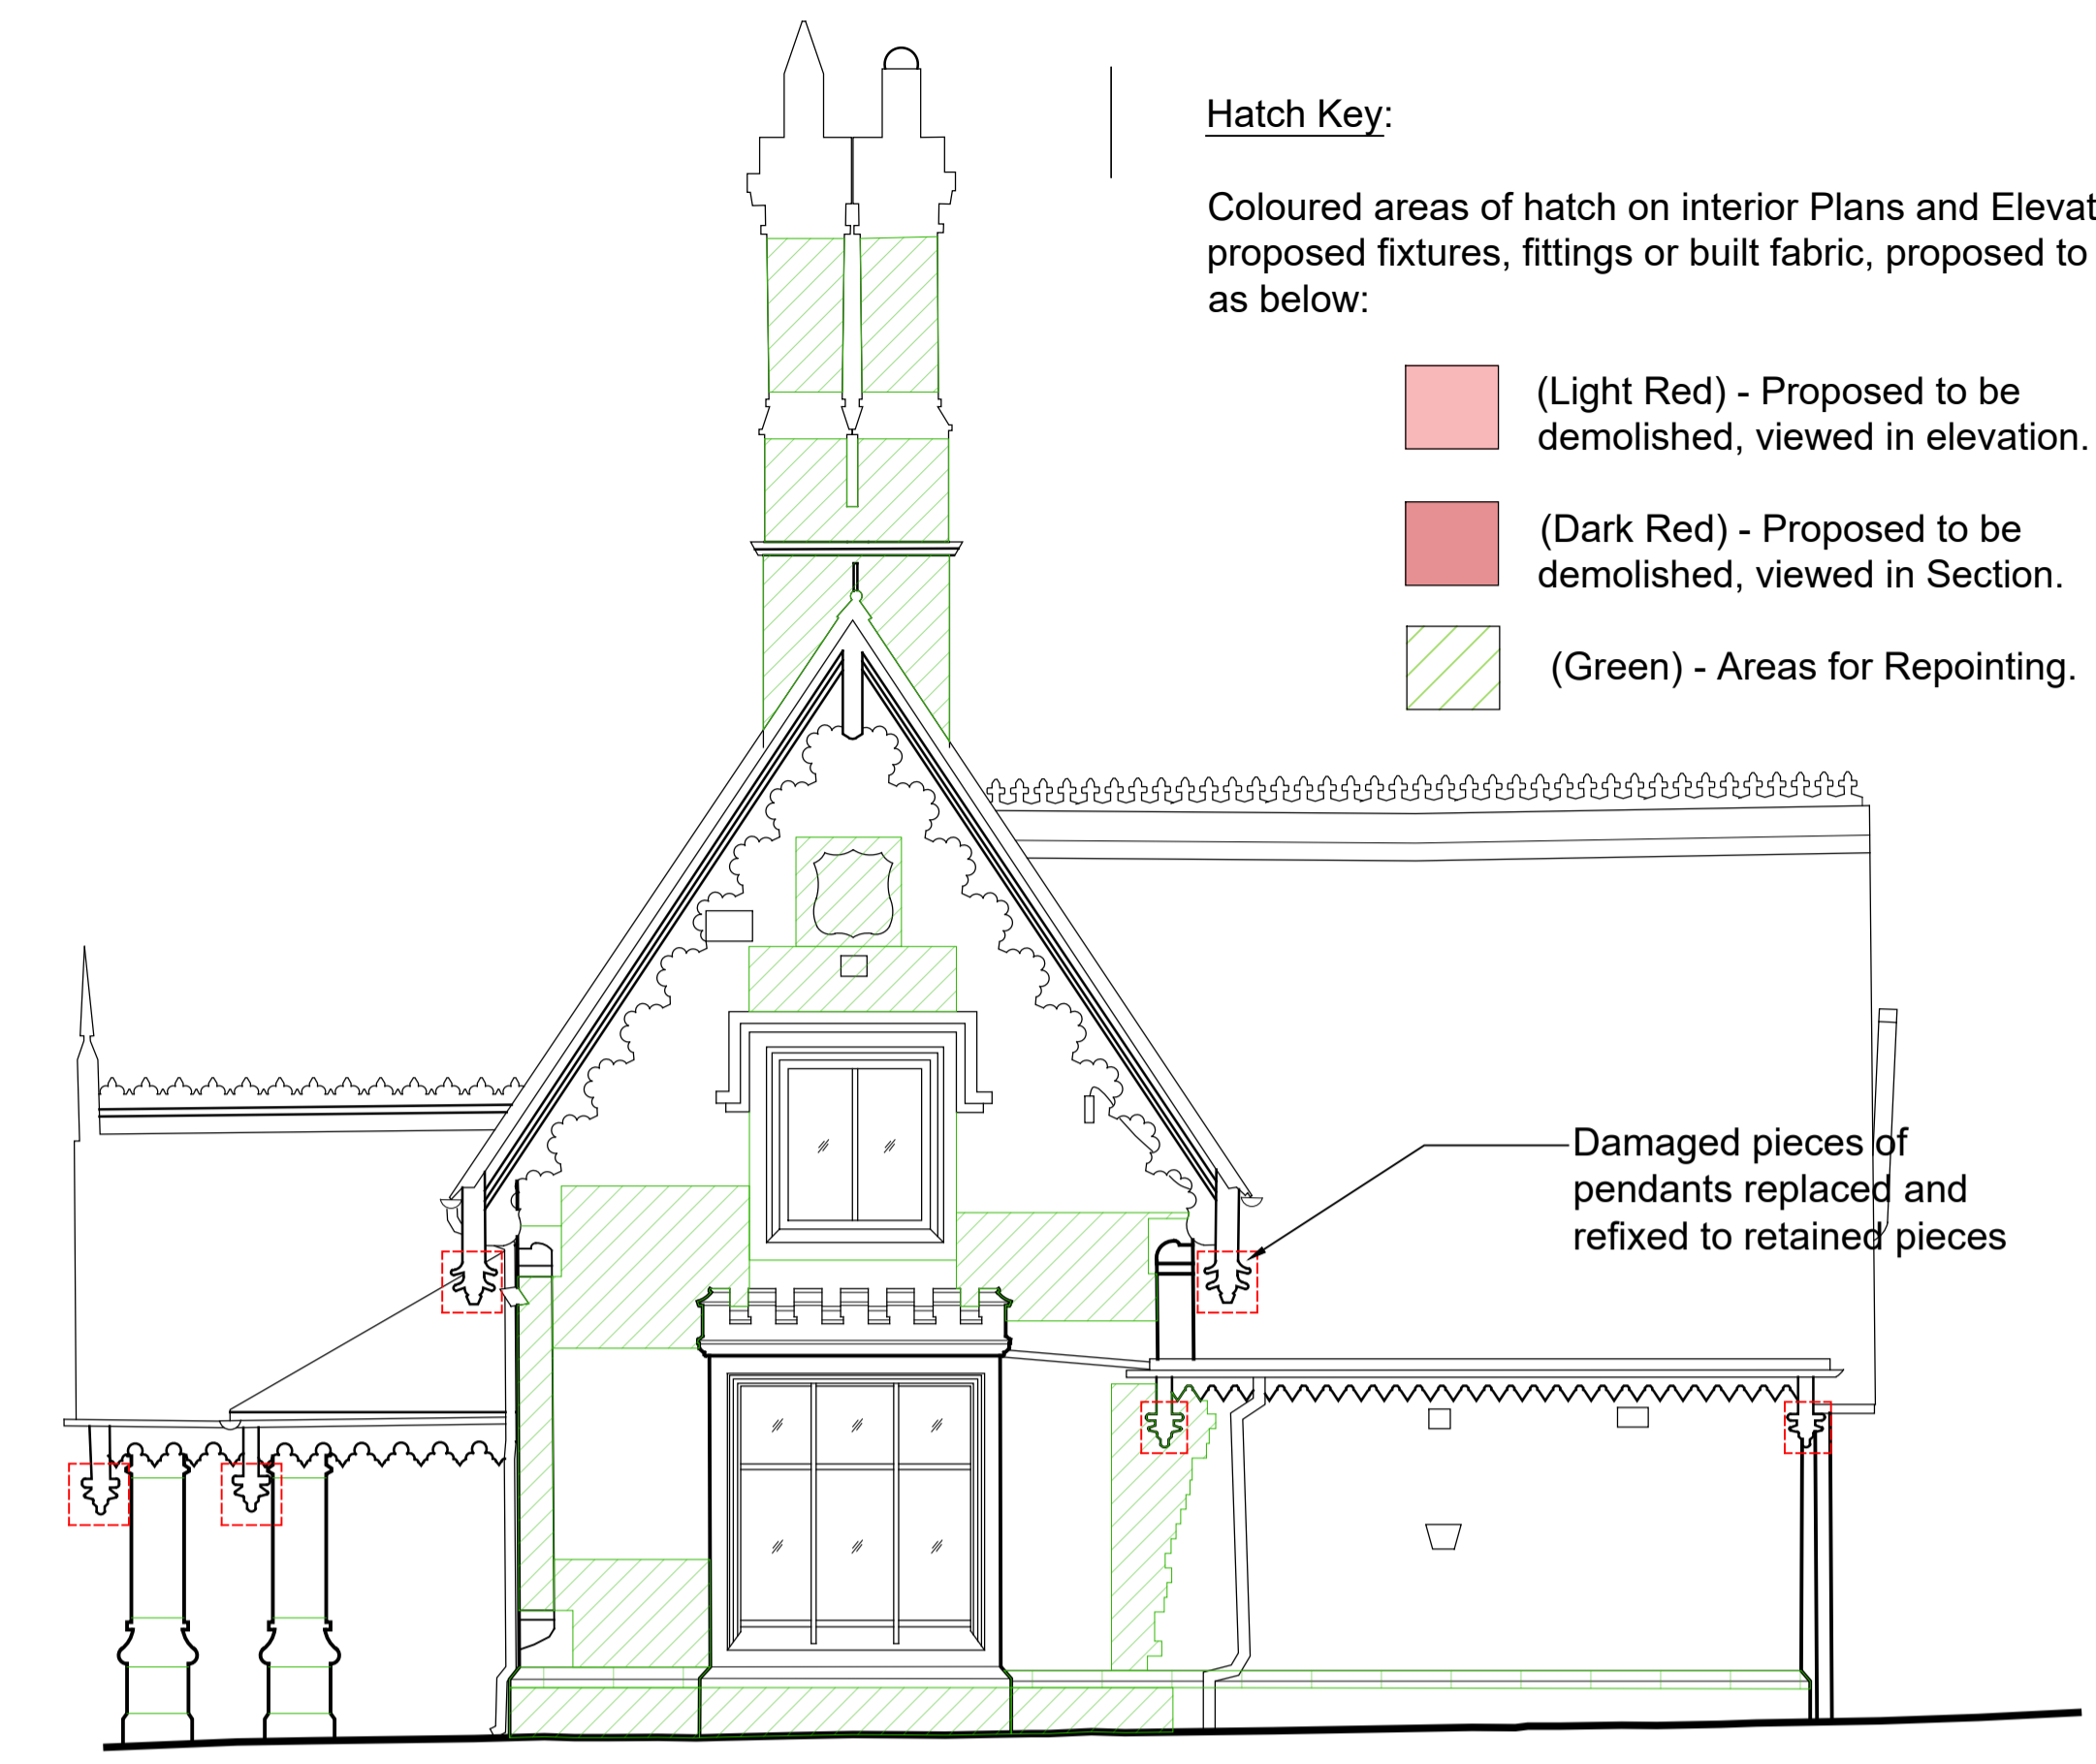 Hatch Key:
Coloured areas of hatch on interior Plans and Elevat
proposed fixtures, fittings or built fabric, proposed to
as below:
(Light Red) - Proposed to be
demolished, viewed in elevation.
(Dark Red) - Proposed to be
demolished, viewed in Section.
(Green) - Areas for Repointing.
Damaged pieces of
pendants replaced and
refixed to retained pieces